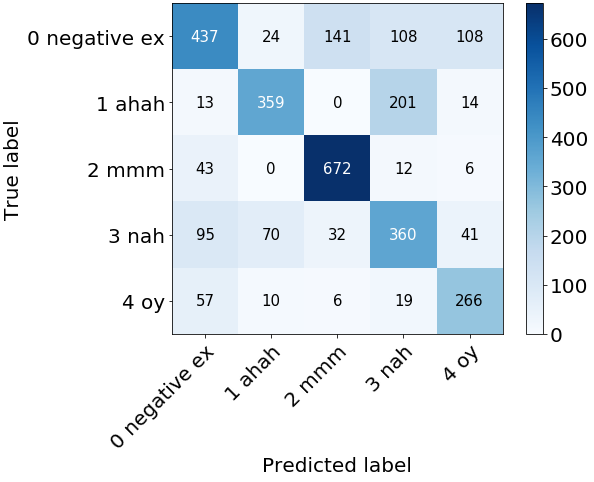 0 negative ex 437 24 141 108 108
1 ahah 13 359 0 201 14
2 mmm 43 0 672 12 6
3 nah 95 70 32 360 41
4 oy 57 10 6 19 266
0 negative ex 1 ahah 2 mmm 3 nah 4 oy
Predicted label
True label
600
500
400
300
200
100
0